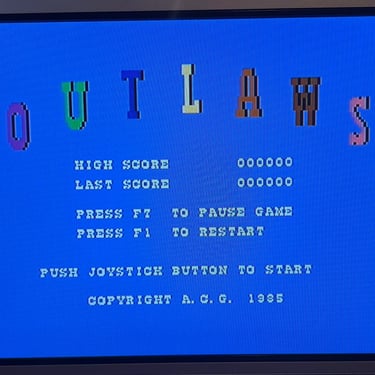 OUTLAWS
HIGH SCORE 000000
LAST SCORE 000000
PRESS F7 TO PAUSE GAME
PRESS F1 TO RESTART
PUSH JOYSTICK BUTTON TO START
COPYRIGHT A.C.G. 1985